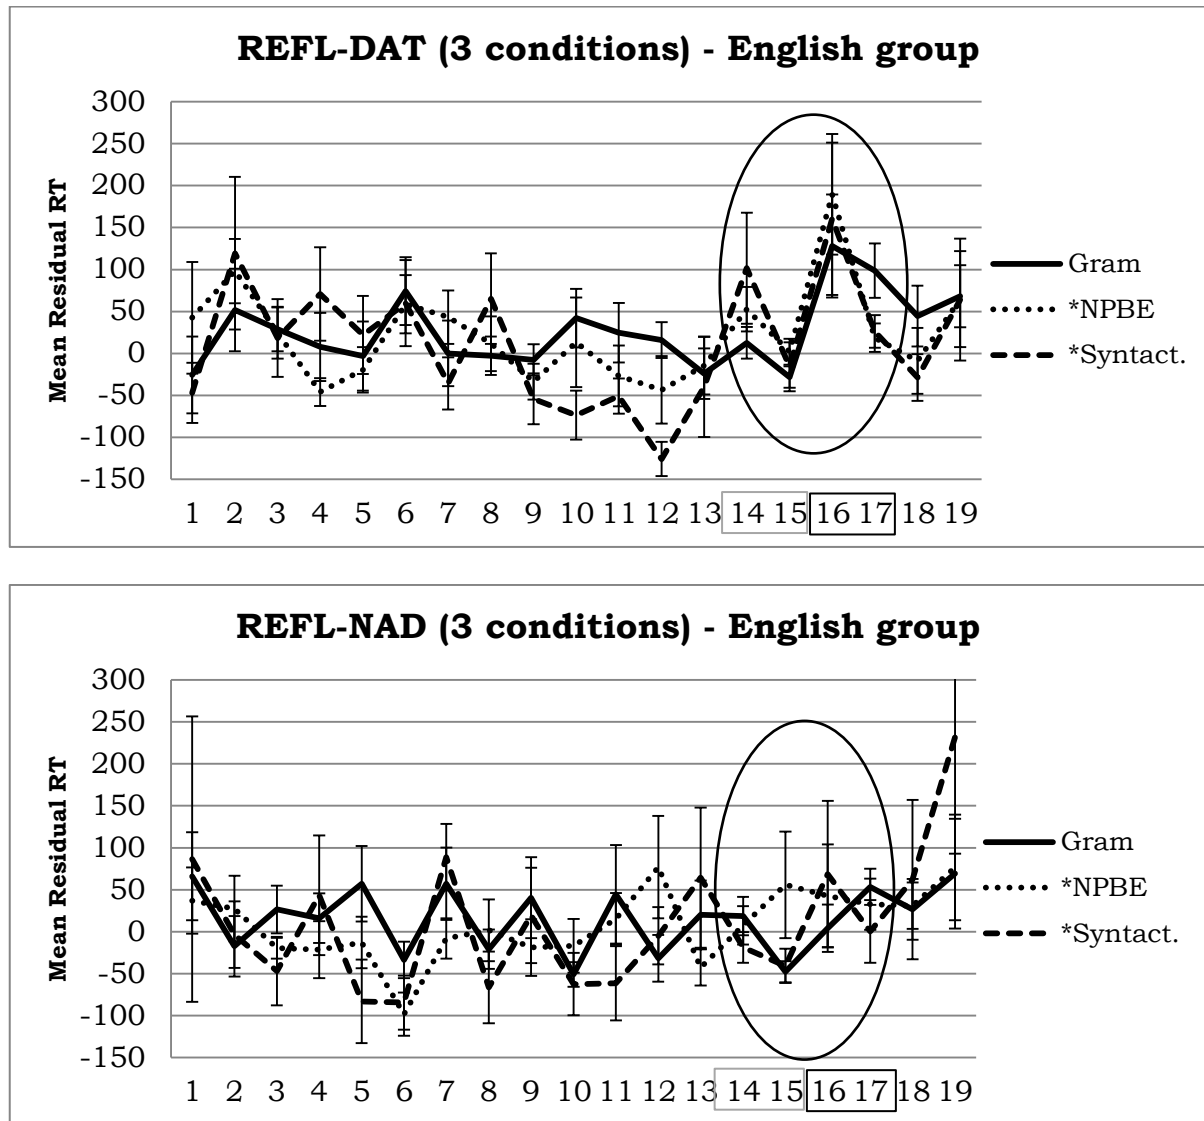 REFL-DAT (3 conditions) - English group
Mean Residual RT
300
250
200
150
100
50
0
-50
-100
-150
1 2 3 4 5 6 7 8 9 10 11 12 13 14 15 16 17 18 19
Gram
*NPBE
*Syntact.
REFL-NAD (3 conditions) - English group
Mean Residual RT
300
250
200
150
100
50
0
-50
-100
-150
1 2 3 4 5 6 7 8 9 10 11 12 13 14 15 16 17 18 19
Gram
*NPBE
*Syntact.